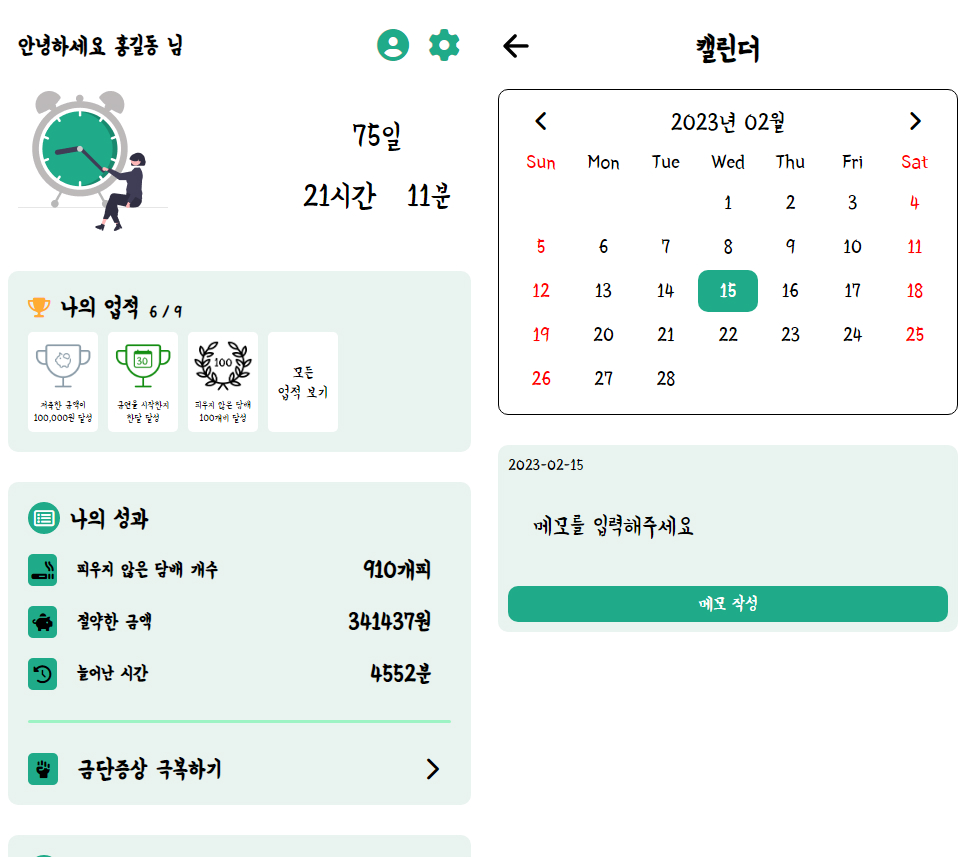 안녕하세요 홍길동 님
75일
21시간 11분
나의 업적 6 / 9
30
100
저축한 금액이
100,000원 달성
금연을 시작한지
한달 달성
피우지 않은 담배
100개비 달성
모든
업적 보기
나의 성과
피우지 않은 담배 개수 910개피
절약한 금액 341437원
늘어난 시간 4552분
금단증상 극복하기
캘린더
2023년 02월
Sun Mon Tue Wed Thu Fri Sat
1 2 3 4
5 6 7 8 9 10 11
12 13 14 15 16 17 18
19 20 21 22 23 24 25
26 27 28
2023-02-15
메모를 입력해주세요
메모 작성